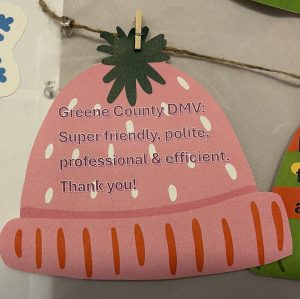 Greene County DMV:
Super friendly, polite,
professional & efficient.
Thank you!